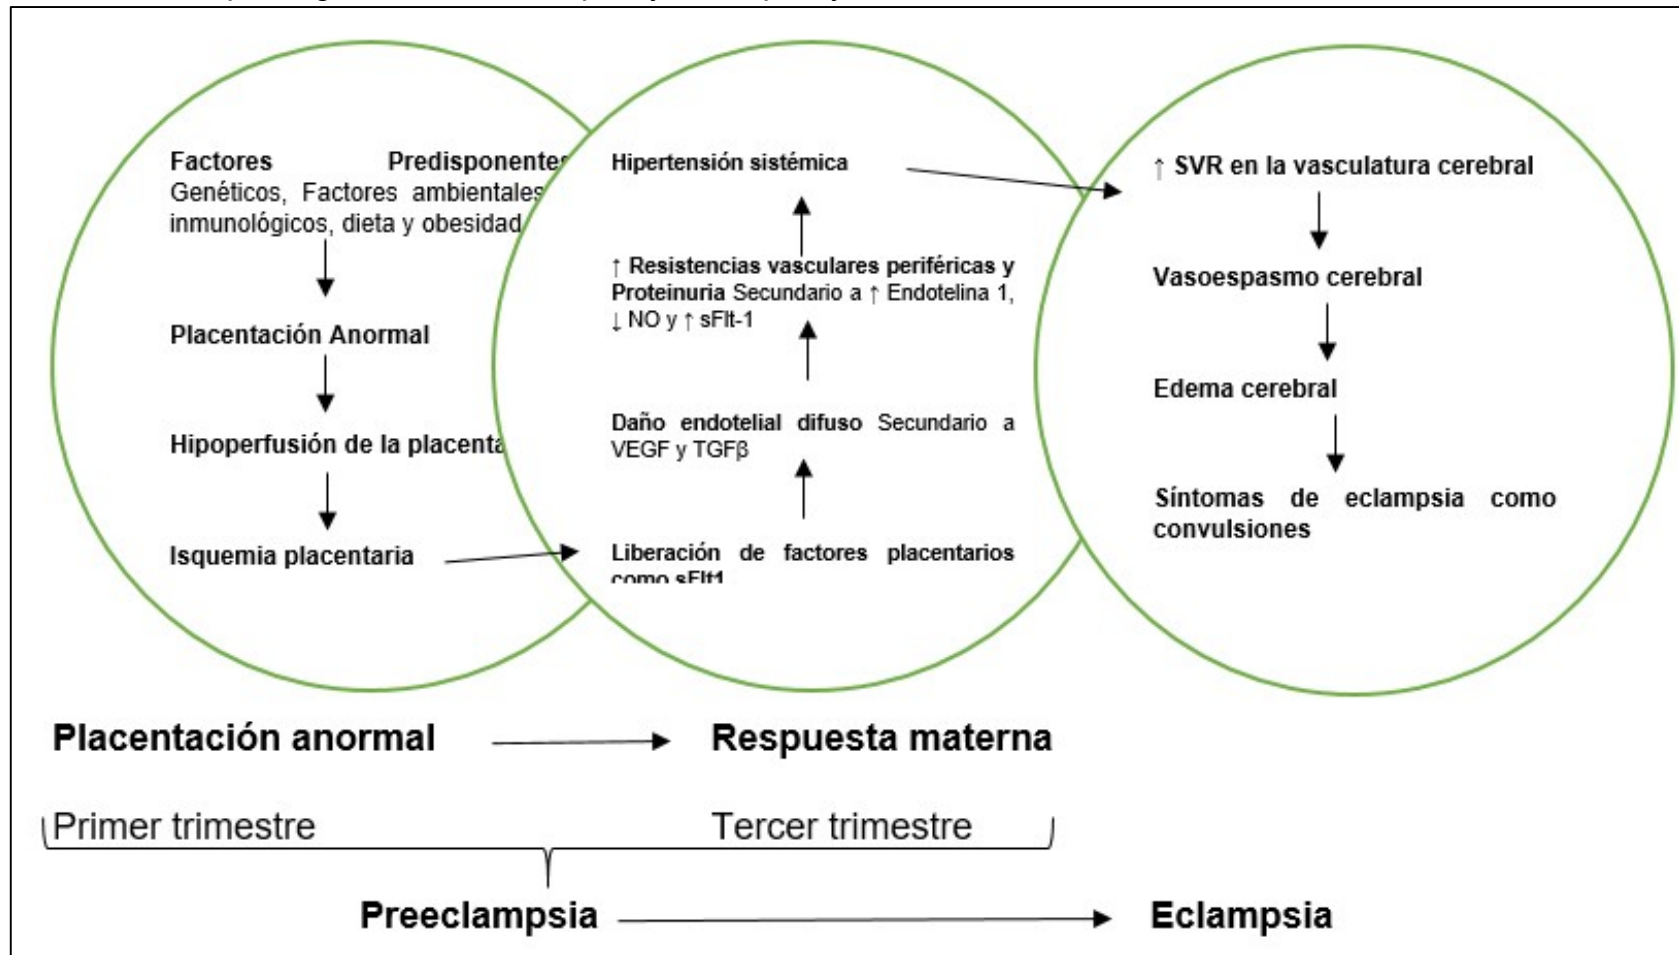 Factores Predisponentes
Genéticos, Factores ambientales
inmunológicos, dieta y obesidad
Placentación Anormal
Hipoperfusión de la placenta
Isquemia placentaria
Hipertensión sistémica
↑ Resistencias vasculares periféricas y
Proteinuria Secundario a ↑ Endotelina 1,
↓ NO y ↑ sFlt-1
Daño endotelial difuso Secundario a
VEGF y TGFβ
Liberación de factores placentarios
como sFlt1
↑ SVR en la vasculatura cerebral
Vasoespasmo cerebral
Edema cerebral
Síntomas de eclampsia como
convulsiones
Placentación anormal
Respuesta materna
Primer trimestre
Tercer trimestre
Preeclampsia
Eclampsia